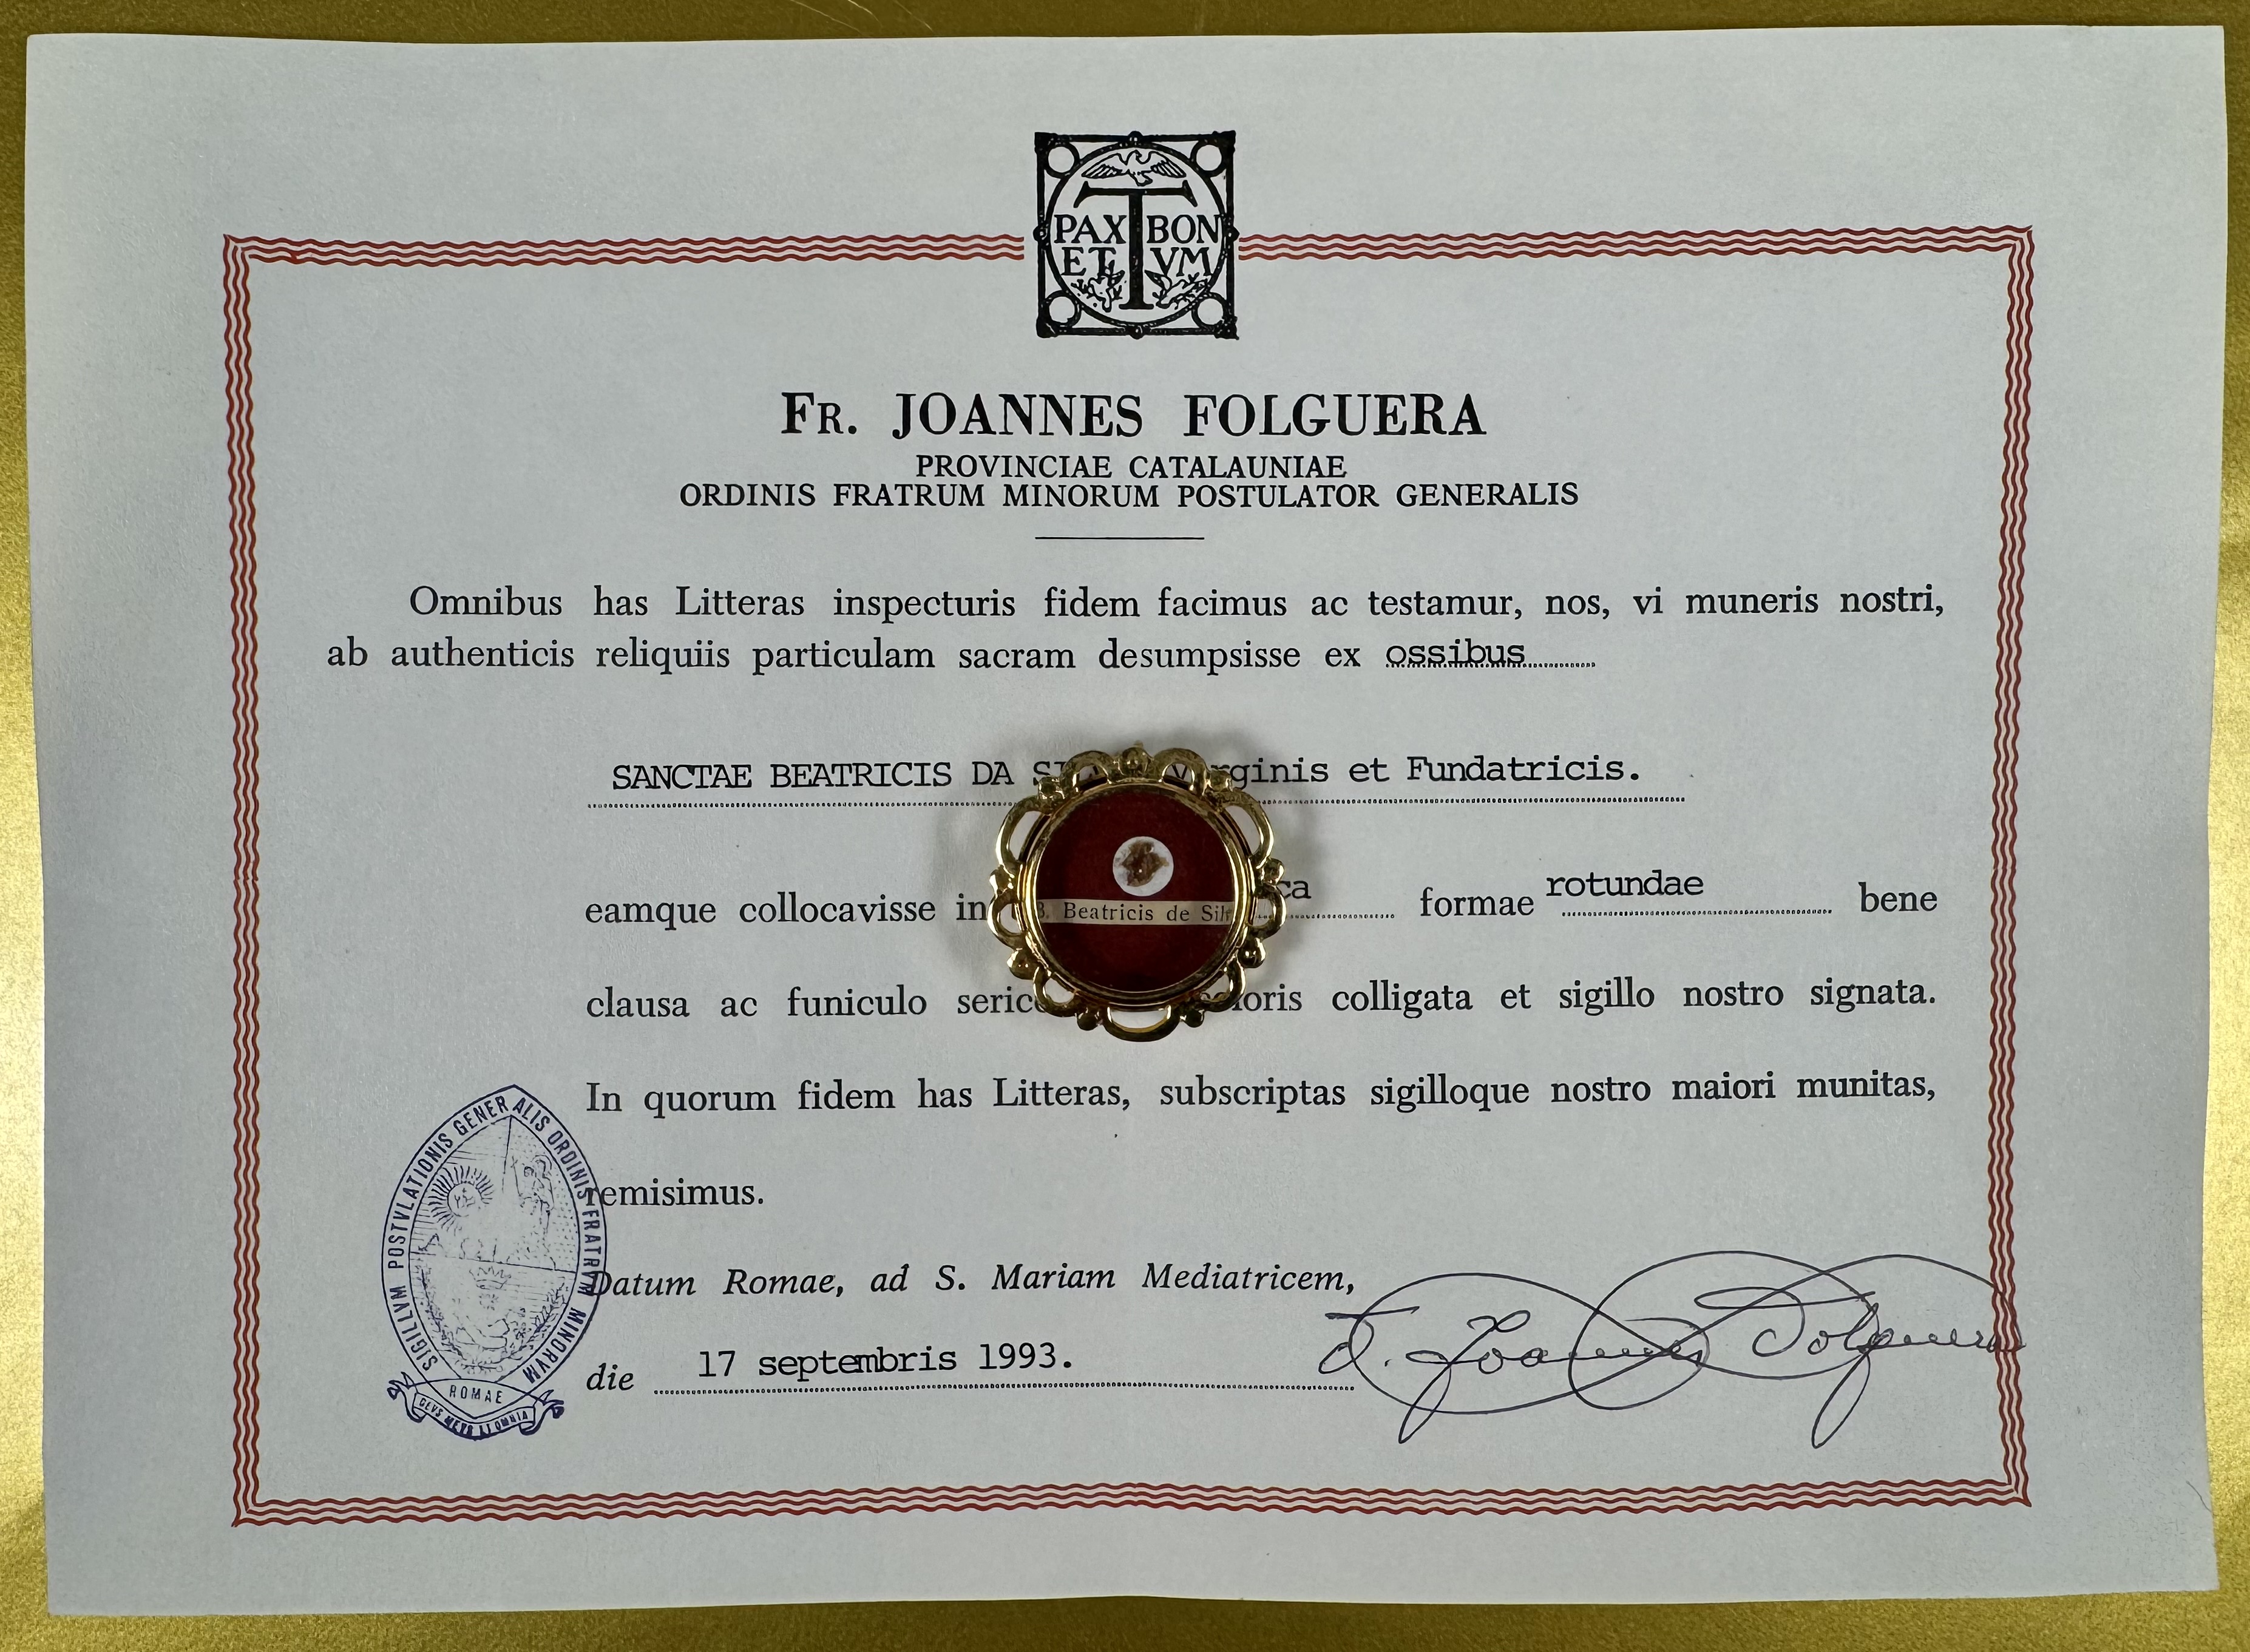 PAX ET BONVM
FR. JOANNES FOLGUERA
PROVINCIAE CATALAUNIAE
ORDINIS FRATRUM MINORUM POSTULATOR GENERALIS
Omnibus has Litteras inspecturis fidem facimus ac testamur, nos, vi muneris nostri,
ab authenticis reliquiis particulam sacram desumpsisse ex ossibus
SANCTAE BEATRICIS DA et Fundatricis.
eamque collocavisse in formae rotundae bene
Beatricis de
clausa ac funiculo colligata et sigillo nostro signata.
In quorum fidem has Litteras, subscriptas sigilloque nostro maiori munitas,
remisimus.
Datum Romae, ad S. Mariam Mediatricem,
die 17 septembris 1993.
F. Joannes Folguera
SIGILLVM POSTVLATIONIS GENERALIS ORDINIS FRATRVM MINORVM
ROMAE
DEVS MEVS ET OMNIA